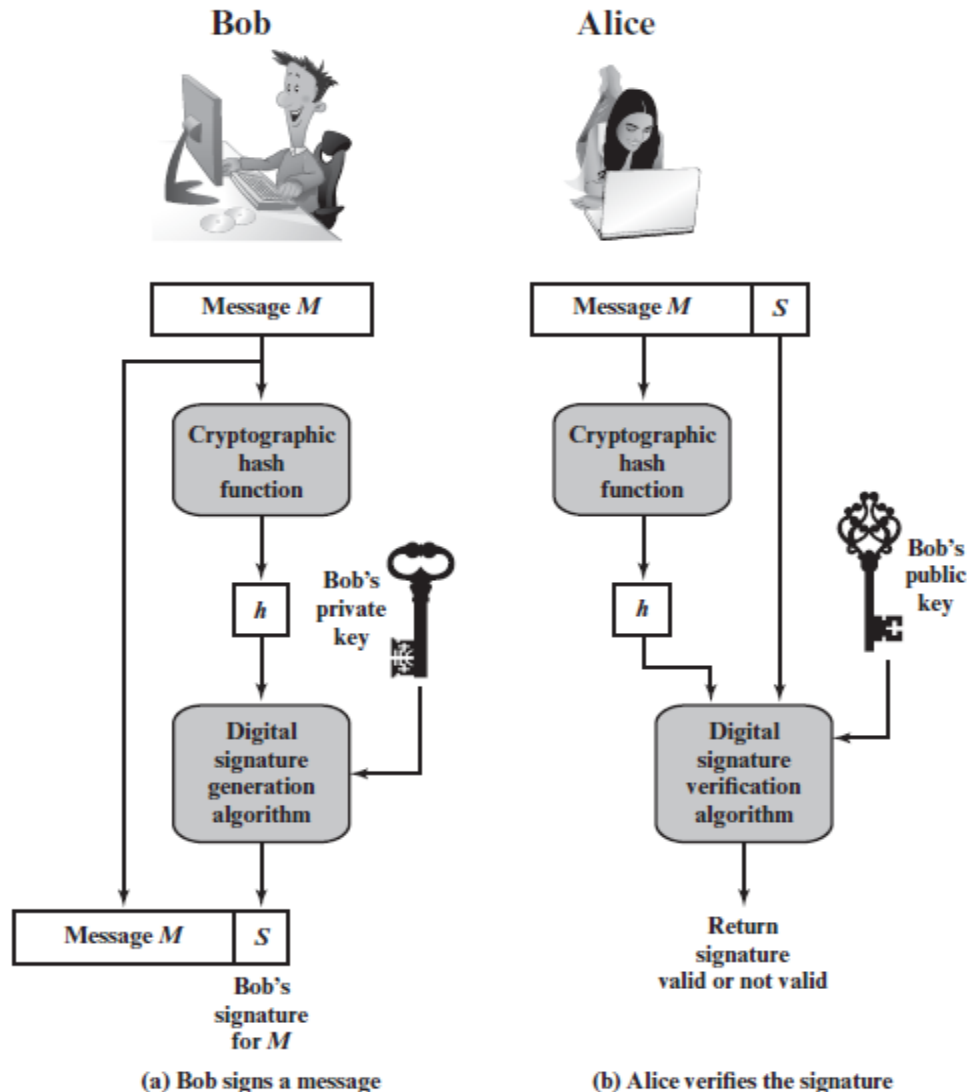 Bob
Message M
Cryptographic
hash
function
h
Bob's
private
key
Digital
signature
generation
algorithm
Message M
S
Bob's
signature
for M
(a) Bob signs a message
Alice
Message M
S
Cryptographic
hash
function
h
Bob's
public
key
Digital
signature
verification
algorithm
Return
signature
valid or not valid
(b) Alice verifies the signature